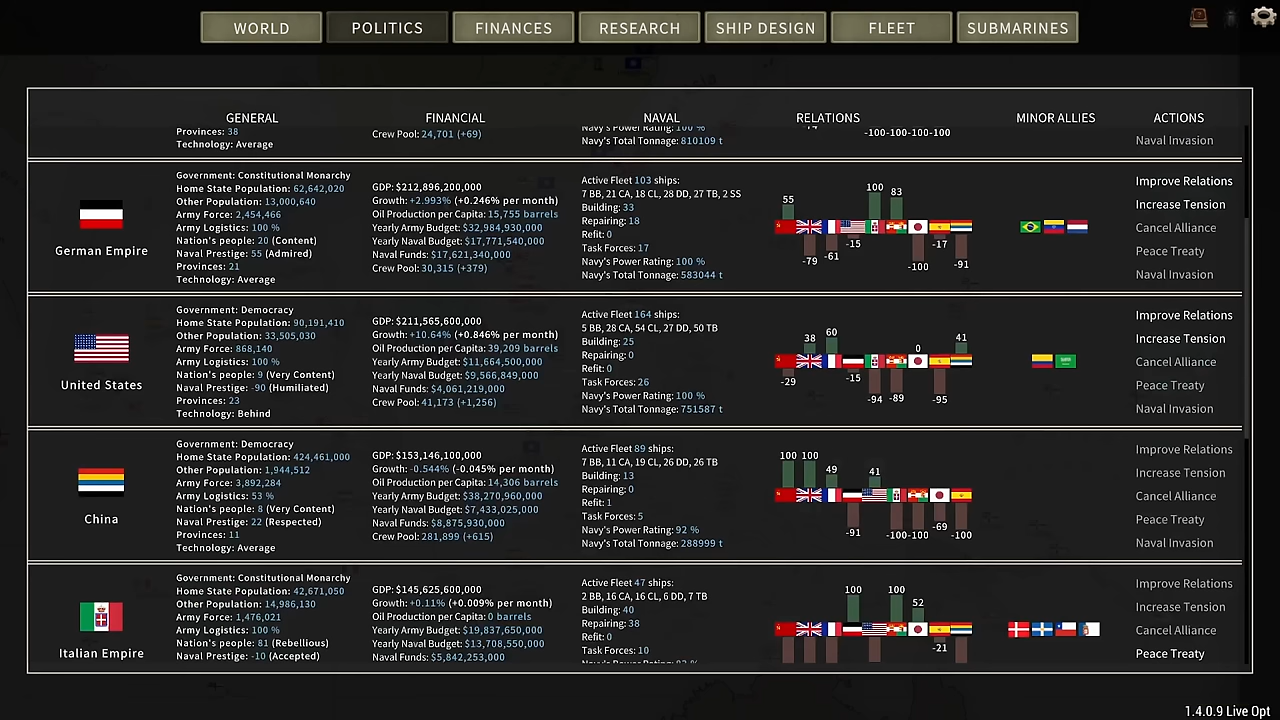 WORLD
POLITICS
FINANCES
RESEARCH
SHIP DESIGN
FLEET
SUBMARINES
GENERAL
FINANCIAL
NAVAL
RELATIONS
MINOR ALLIES
ACTIONS
Provinces: 38
Technology: Average
Crew Pool: 24,701 (+69)
Navy's Power Rating: 100 %
Navy's Total Tonnage: 810109 t
-100-100-100-100
Naval Invasion
German Empire
Government: Constitutional Monarchy
Home State Population: 62,642,020
Other Population: 13,000,640
Army Force: 2,454,466
Army Logistics: 100 %
Nation's people: 20 (Content)
Naval Prestige: 55 (Admired)
Provinces: 21
Technology: Average
GDP: $212,896,200,000
Growth: +2.993% (+0.246% per month)
Oil Production per Capita: 15,755 barrels
Yearly Army Budget: $32,984,930,000
Yearly Naval Budget: $17,771,540,000
Naval Funds: $17,621,340,000
Crew Pool: 30,315 (+379)
Active Fleet 103 ships:
7 BB, 21 CA, 18 CL, 28 DD, 27 TB, 2 SS
Building: 33
Repairing: 18
Refit: 0
Task Forces: 17
Navy's Power Rating: 100 %
Navy's Total Tonnage: 583044 t
55
100
83
-79
-61
-15
-100
-17
-91
Improve Relations
Increase Tension
Cancel Alliance
Peace Treaty
Naval Invasion
United States
Government: Democracy
Home State Population: 90,191,410
Other Population: 33,505,030
Army Force: 868,140
Army Logistics: 100 %
Nation's people: 9 (Very Content)
Naval Prestige: -90 (Humiliated)
Provinces: 23
Technology: Behind
GDP: $211,565,600,000
Growth: +10.64% (+0.846% per month)
Oil Production per Capita: 39,209 barrels
Yearly Army Budget: $11,664,500,000
Yearly Naval Budget: $9,566,849,000
Naval Funds: $4,061,219,000
Crew Pool: 41,173 (+1,256)
Active Fleet 164 ships:
5 BB, 28 CA, 54 CL, 27 DD, 50 TB
Building: 25
Repairing: 0
Refit: 0
Task Forces: 26
Navy's Power Rating: 100 %
Navy's Total Tonnage: 751587 t
38
60
0
41
-29
-15
-94
-89
-95
Improve Relations
Increase Tension
Cancel Alliance
Peace Treaty
Naval Invasion
China
Government: Democracy
Home State Population: 424,461,000
Other Population: 1,944,512
Army Force: 3,892,284
Army Logistics: 53 %
Nation's people: 8 (Very Content)
Naval Prestige: 22 (Respected)
Provinces: 11
Technology: Average
GDP: $153,146,100,000
Growth: -0.544% (-0.045% per month)
Oil Production per Capita: 14,306 barrels
Yearly Army Budget: $38,270,960,000
Yearly Naval Budget: $7,433,025,000
Naval Funds: $8,875,930,000
Crew Pool: 281,899 (+615)
Active Fleet 89 ships:
7 BB, 11 CA, 19 CL, 26 DD, 26 TB
Building: 13
Repairing: 0
Refit: 1
Task Forces: 5
Navy's Power Rating: 92 %
Navy's Total Tonnage: 288999 t
100
100
49
41
-91
-100-100
-69
-100
Improve Relations
Increase Tension
Cancel Alliance
Peace Treaty
Naval Invasion
Italian Empire
Government: Constitutional Monarchy
Home State Population: 42,671,050
Other Population: 14,986,130
Army Force: 1,476,021
Army Logistics: 100 %
Nation's people: 81 (Rebellious)
Naval Prestige: -10 (Accepted)
GDP: $145,625,600,000
Growth: +0.11% (+0.009% per month)
Oil Production per Capita: 0 barrels
Yearly Army Budget: $19,837,650,000
Yearly Naval Budget: $13,708,550,000
Naval Funds: $5,842,253,000
Active Fleet 47 ships:
2 BB, 16 CA, 16 CL, 6 DD, 7 TB
Building: 40
Repairing: 38
Refit: 0
Task Forces: 10
100
100
52
-21
Improve Relations
Increase Tension
Cancel Alliance
Peace Treaty
1.4.0.9 Live Opt